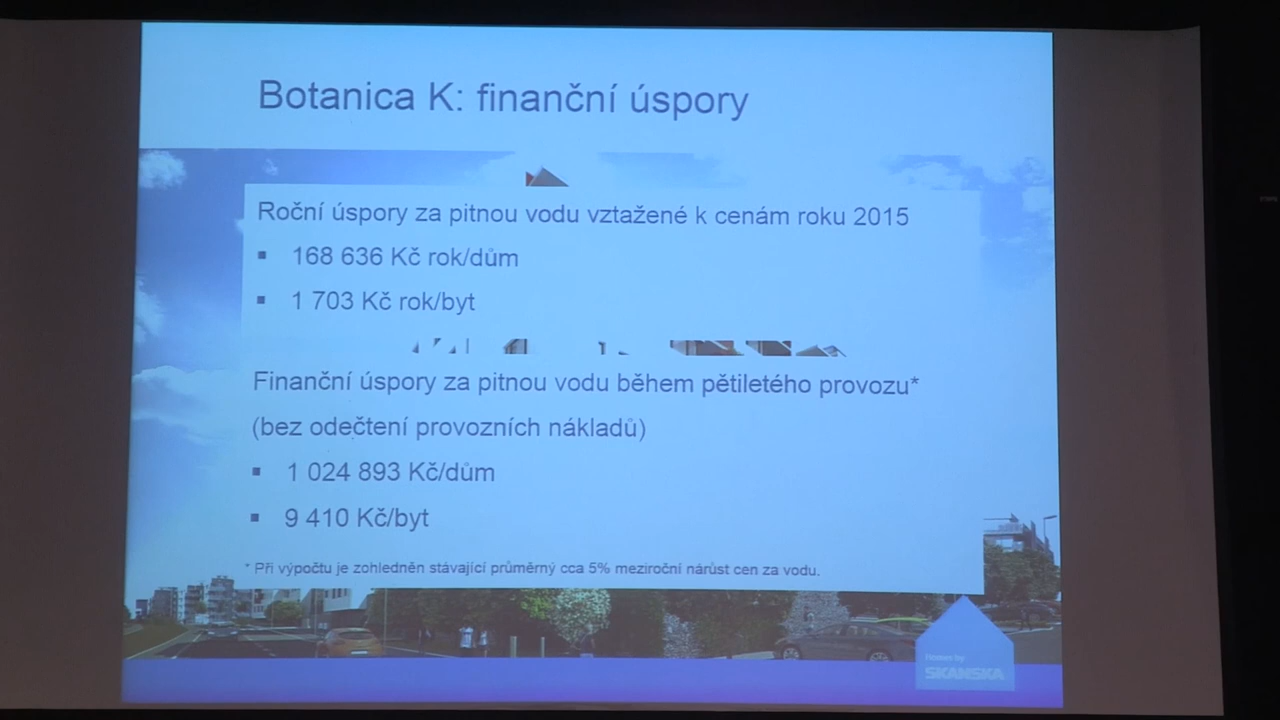 Botanica K: finanční úspory
Roční úspory za pitnou vodu vztažené k cenám roku 2015
▪ 168 636 Kč rok/dům
▪ 1 703 Kč rok/byt
Finanční úspory za pitnou vodu během pětiletého provozu*
(bez odečtení provozních nákladů)
▪ 1 024 893 Kč/dům
▪ 9 410 Kč/byt
* Při výpočtu je zohledněn stávající průměrný cca 5% meziroční nárůst cen za vodu.
Homes by
SKANSKA